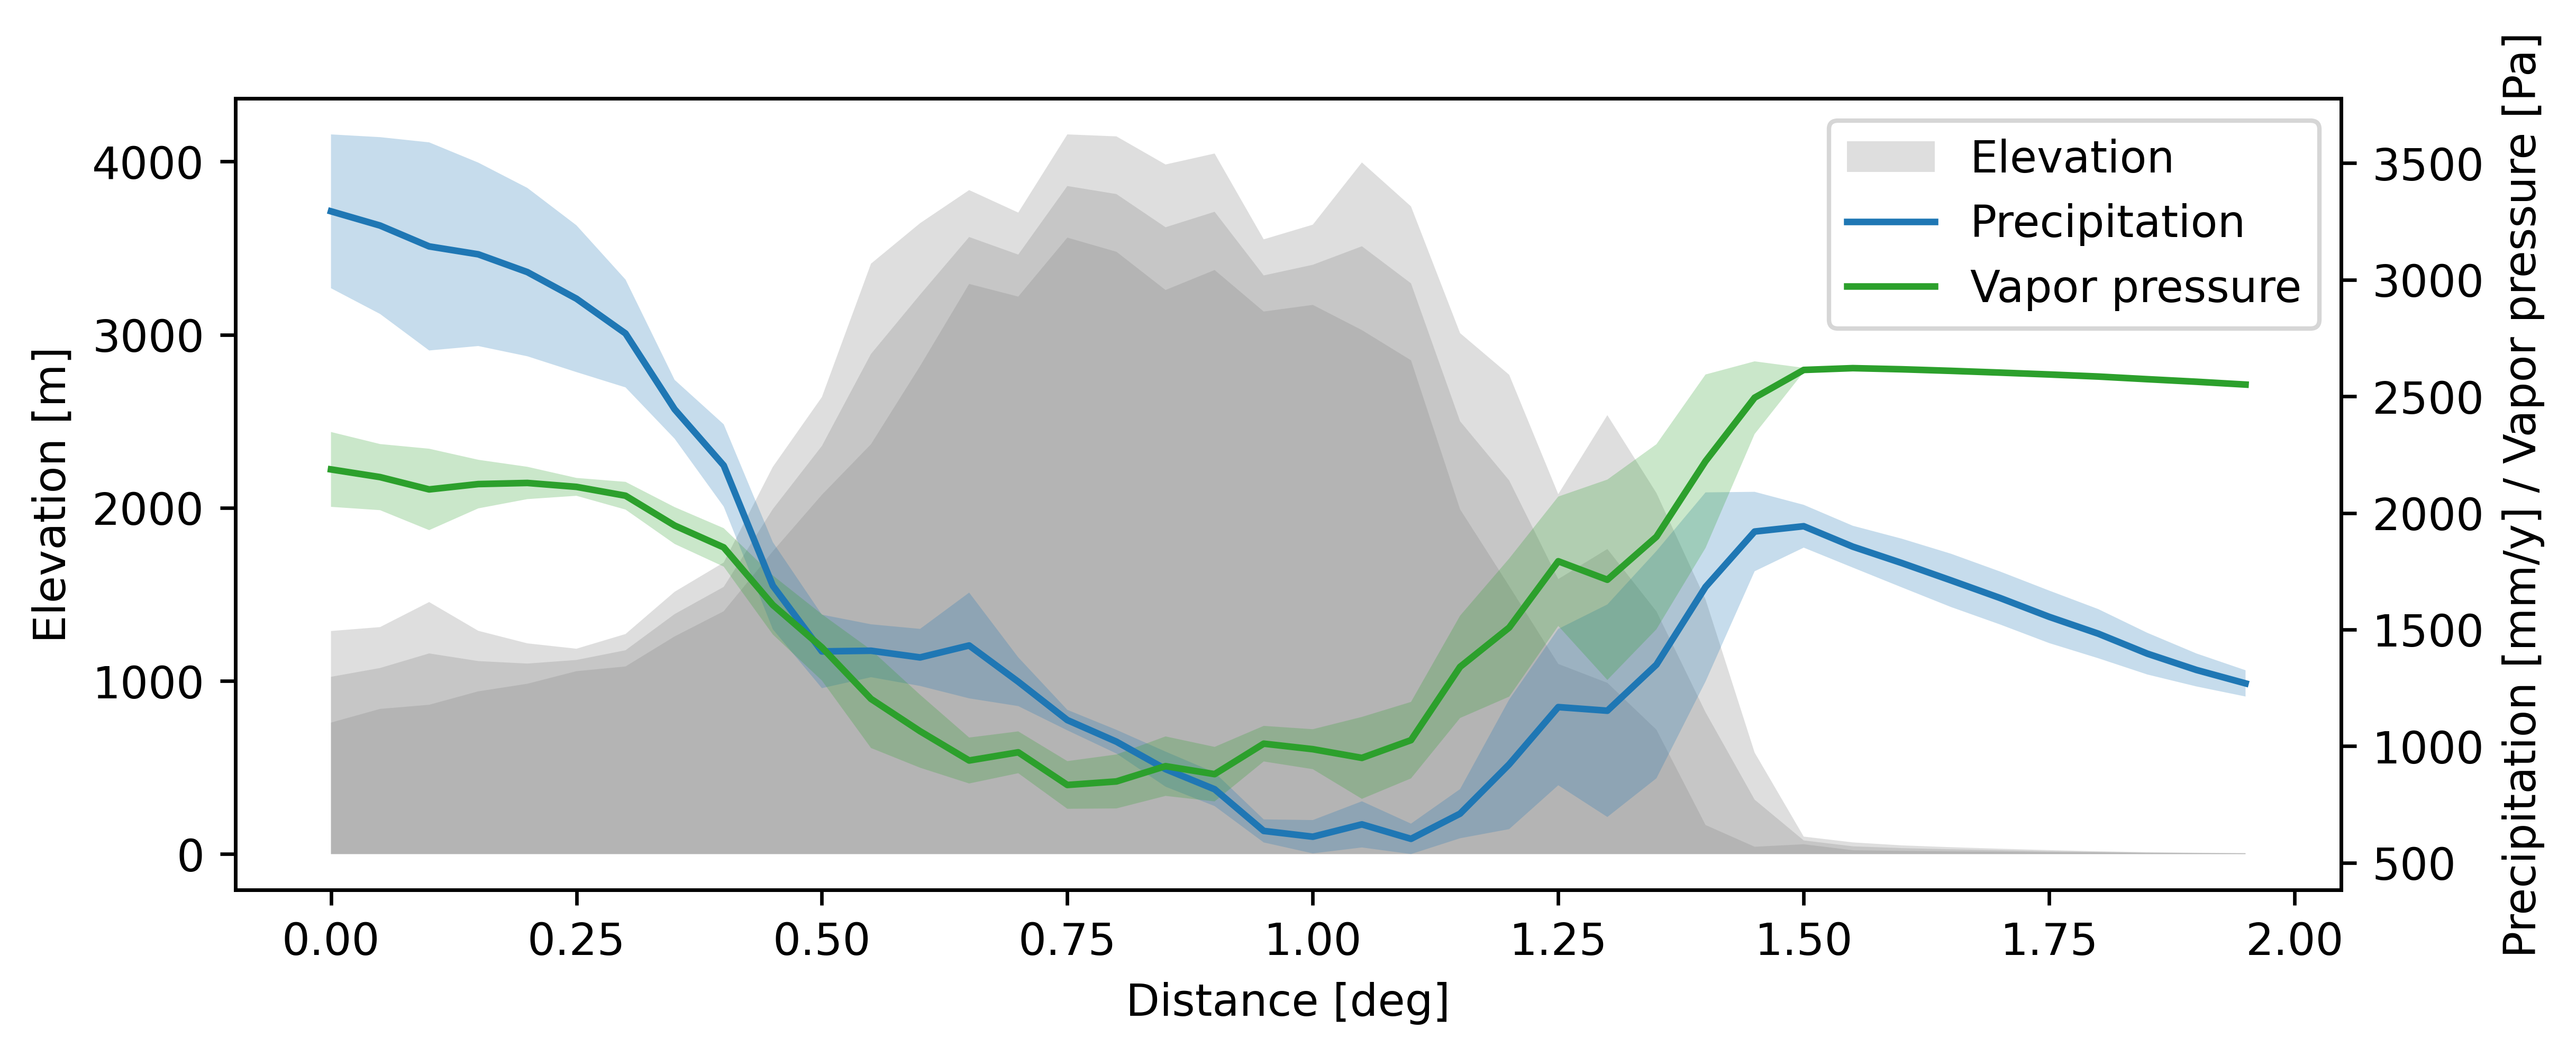 Elevation [m]
4000
3000
2000
1000
0
Elevation
Precipitation
Vapor pressure
3500
3000
2500
2000
1500
1000
500
Precipitation [mm/y] / Vapor pressure [Pa]
0.00 0.25 0.50 0.75 1.00 1.25 1.50 1.75 2.00
Distance [deg]